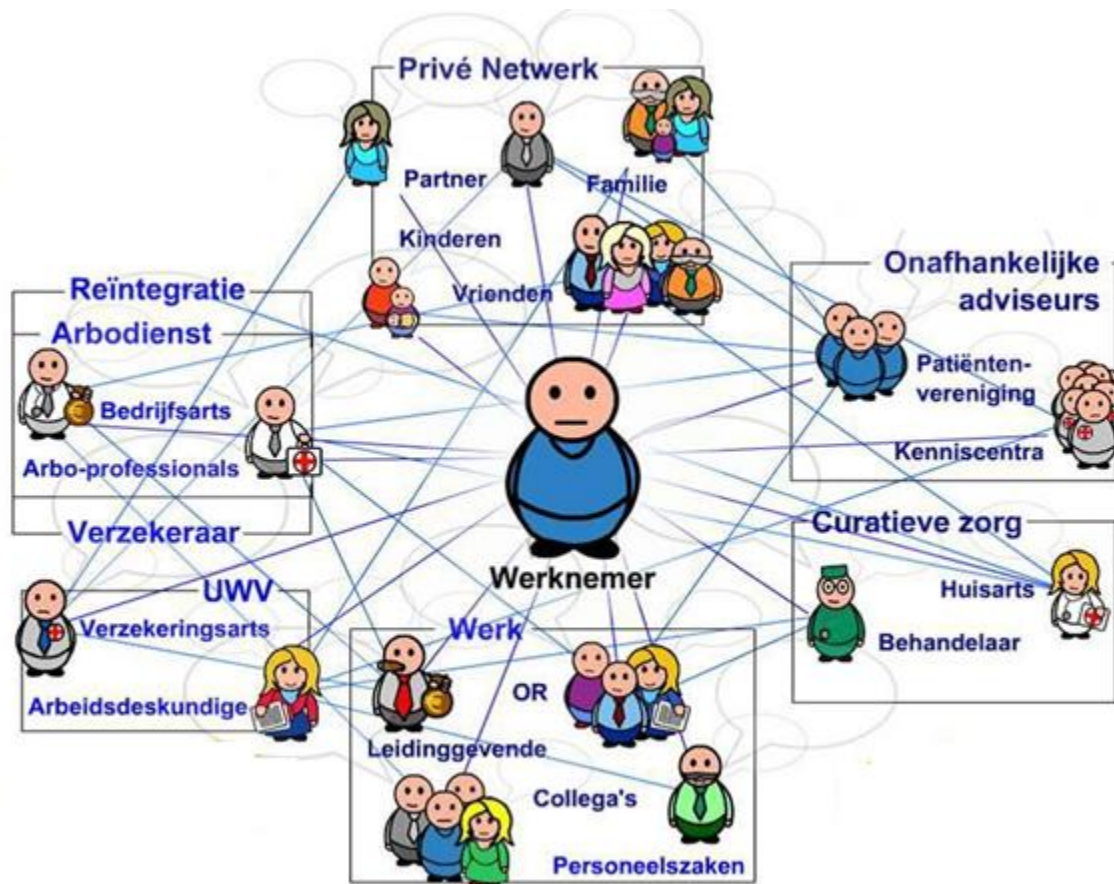 Privé Netwerk
Partner
Familie
Kinderen
Vrienden
Onafhankelijke
adviseurs
Patiënten-
vereniging
Kenniscentra
Reïntegratie
Arbodienst
Bedrijfsarts
Arbo-professionals
Verzekeraar
Werknemer
Curatieve zorg
Huisarts
Behandelaar
UWV
Verzekeringsarts
Arbeidsdeskundige
Werk
OR
Leidinggevende
Collega's
Personeelszaken